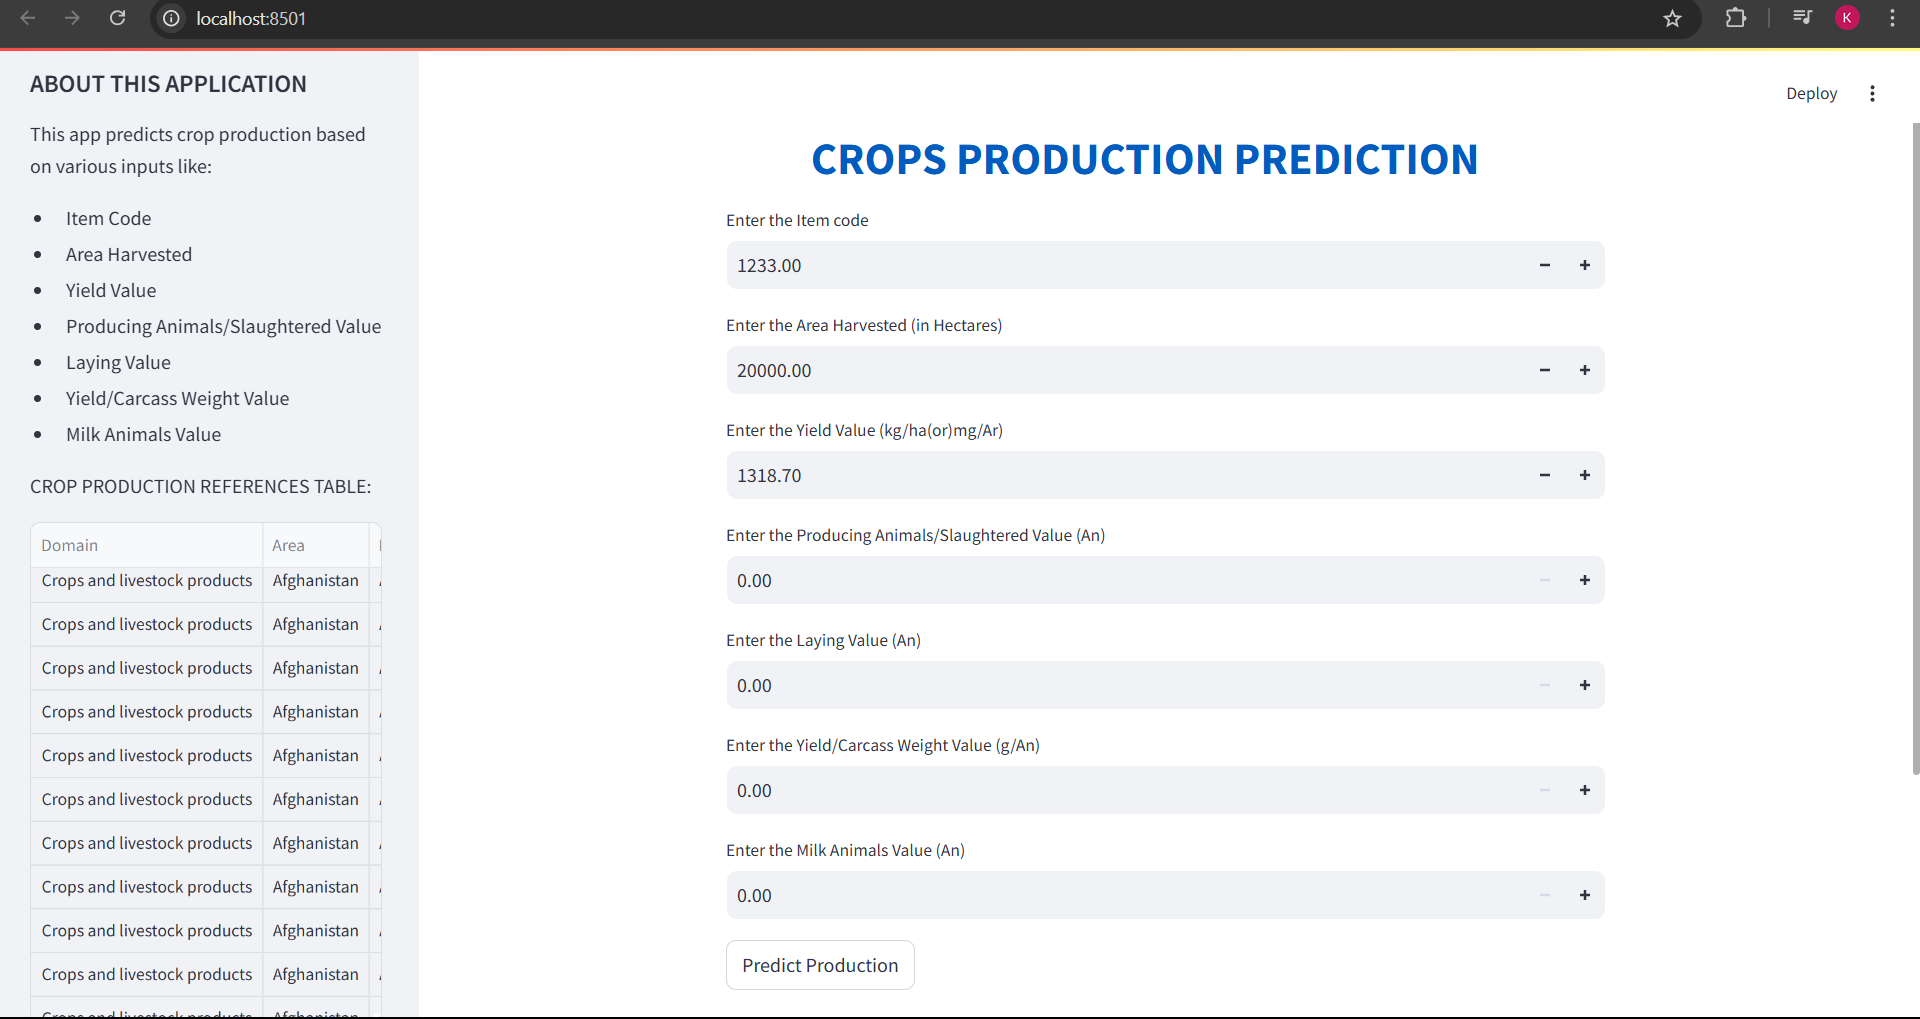 localhost:8501
K
ABOUT THIS APPLICATION
This app predicts crop production based
on various inputs like:
Item Code
Area Harvested
Yield Value
Producing Animals/Slaughtered Value
Laying Value
Yield/Carcass Weight Value
Milk Animals Value
CROP PRODUCTION REFERENCES TABLE:
Domain Area
Crops and livestock products Afghanistan
Crops and livestock products Afghanistan
Crops and livestock products Afghanistan
Crops and livestock products Afghanistan
Crops and livestock products Afghanistan
Crops and livestock products Afghanistan
Crops and livestock products Afghanistan
Crops and livestock products Afghanistan
Crops and livestock products Afghanistan
Crops and livestock products Afghanistan
Crops and livestock products Afghanistan
Deploy
CROPS PRODUCTION PREDICTION
Enter the Item code
1233.00
Enter the Area Harvested (in Hectares)
20000.00
Enter the Yield Value (kg/ha(or)mg/Ar)
1318.70
Enter the Producing Animals/Slaughtered Value (An)
0.00
Enter the Laying Value (An)
0.00
Enter the Yield/Carcass Weight Value (g/An)
0.00
Enter the Milk Animals Value (An)
0.00
Predict Production